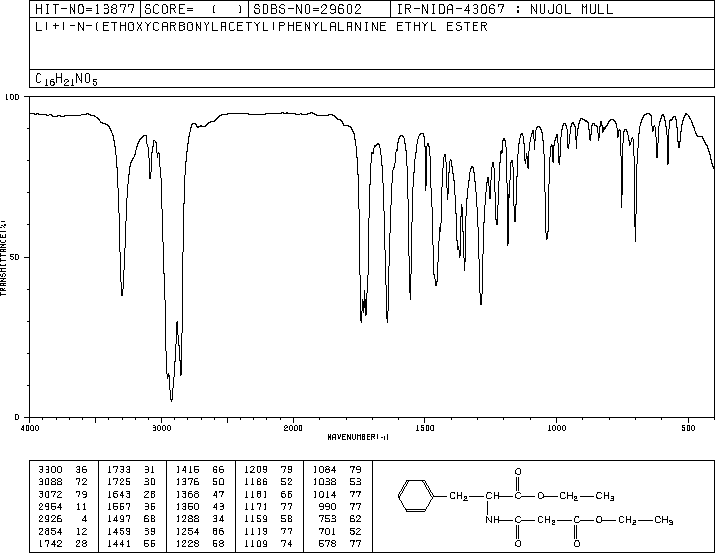 HIT-NO=13877 SCORE= ( ) SDBS-NO=29602 IR-NIDA-43067 : NUJOL MULL
L(+)-N-(ETHOXYCARBONYLACETYL)PHENYLALANINE ETHYL ESTER
C16H21NO5
100
50
0
TRANSMITTANCE(%)
4000 3000 2000 1500 1000 500
WAVENUMBER(-1)
3300 36 1733 31 1416 66 1209 79 1084 79
3088 72 1725 30 1376 50 1186 52 1038 53
3072 79 1643 28 1368 47 1181 66 1014 77
2954 11 1557 36 1350 43 1171 77 990 77
2926 4 1497 68 1288 34 1159 58 753 62
2854 12 1459 39 1254 86 1119 77 701 52
1742 28 1441 55 1228 58 1109 74 578 77
O
CH2-CH-C-O-CH2-CH3
NH-C-CH2-C-O-CH2-CH3
O O